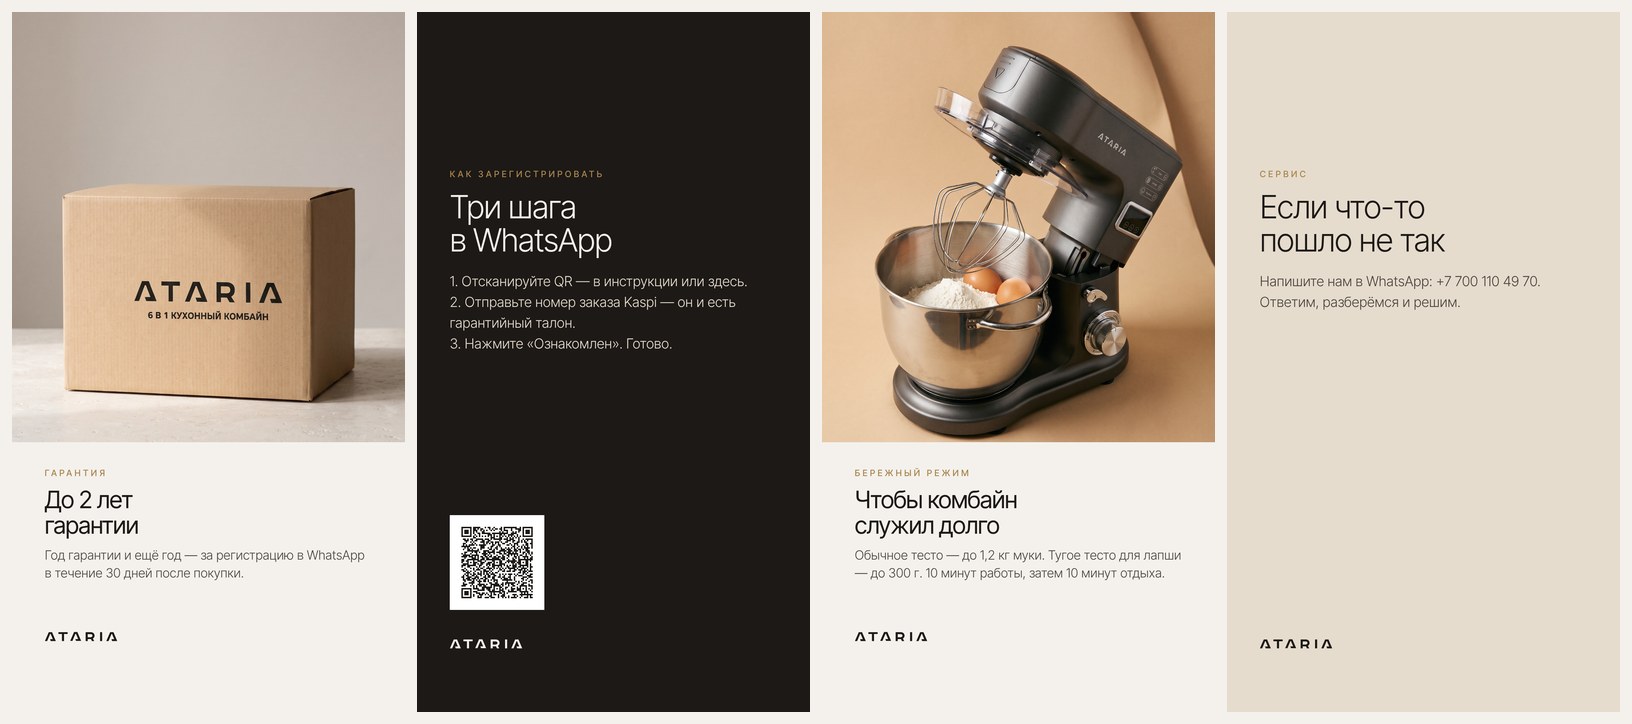 ATARIA
6 В 1 КУХОННЫЙ КОМБАЙН
ГАРАНТИЯ
До 2 лет
гарантии
Год гарантии и ещё год — за регистрацию в WhatsApp
в течение 30 дней после покупки.
ATARIA
КАК ЗАРЕГИСТРИРОВАТЬ
Три шага
в WhatsApp
1. Отсканируйте QR — в инструкции или здесь.
2. Отправьте номер заказа Kaspi — он и есть
гарантийный талон.
3. Нажмите «Ознакомлен». Готово.
ATARIA
ATARIA
БЕРЕЖНЫЙ РЕЖИМ
Чтобы комбайн
служил долго
Обычное тесто — до 1,2 кг муки. Тугое тесто для лапши
— до 300 г. 10 минут работы, затем 10 минут отдыха.
ATARIA
СЕРВИС
Если что-то
пошло не так
Напишите нам в WhatsApp: +7 700 110 49 70.
Ответим, разберёмся и решим.
ATARIA